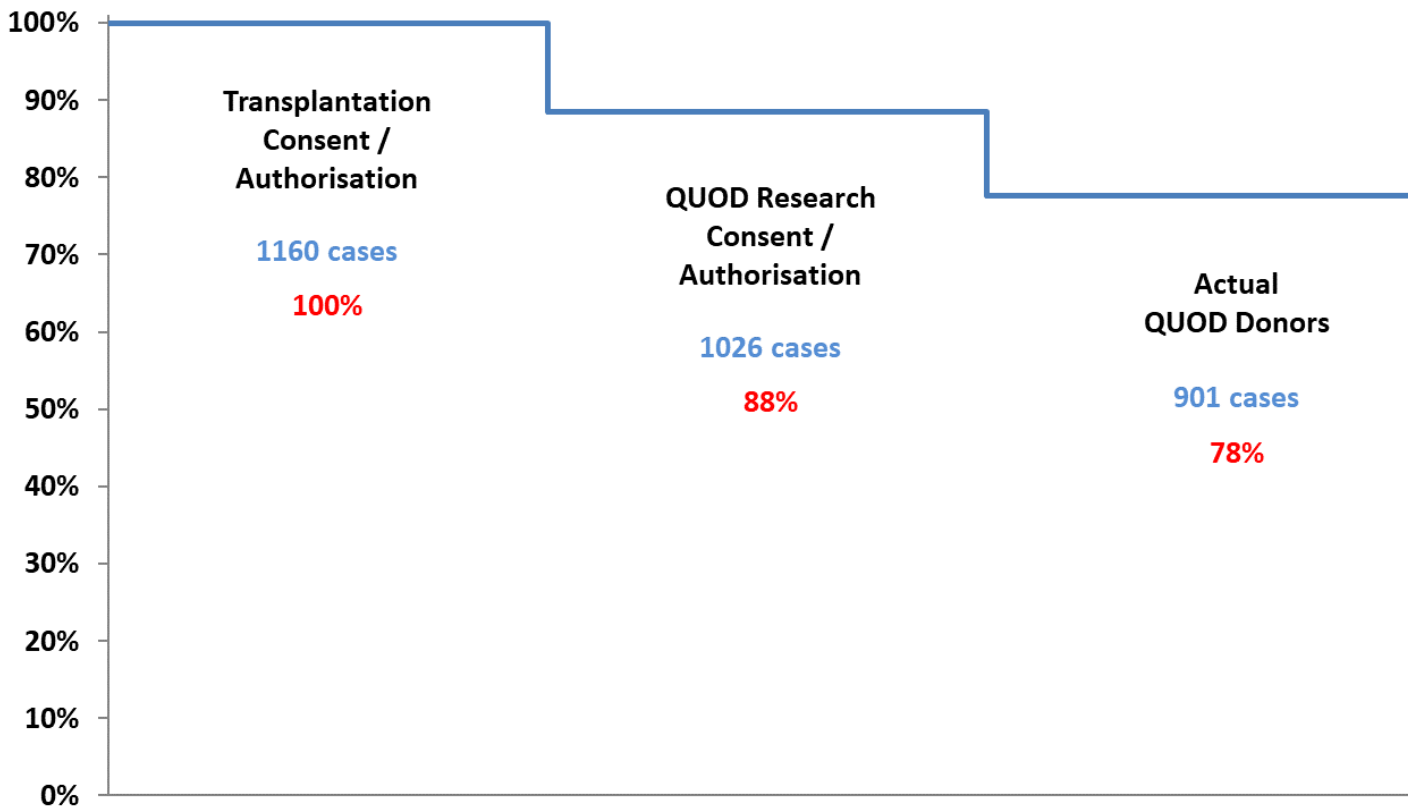 100%
90%
80%
70%
60%
50%
40%
30%
20%
10%
0%
Transplantation
Consent /
Authorisation
1160 cases
100%
QUOD Research
Consent /
Authorisation
1026 cases
88%
Actual
QUOD Donors
901 cases
78%